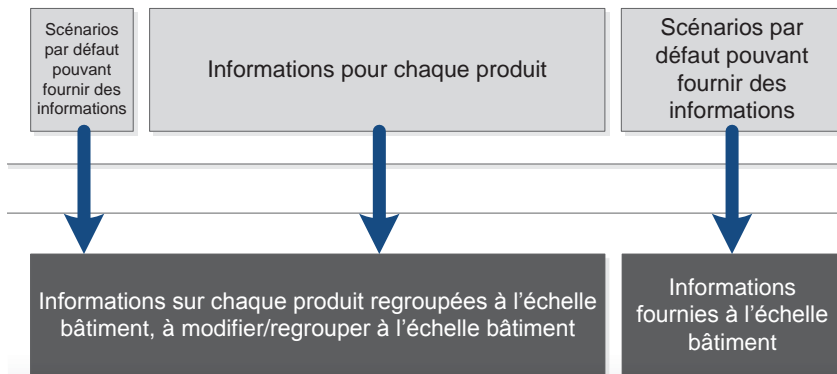 Scénarios
par défaut
pouvant
fournir des
informations
Informations pour chaque produit
Scénarios par
défaut pouvant
fournir des
informations
Informations sur chaque produit regroupées à l’échelle
bâtiment, à modifier/regrouper à l’échelle bâtiment
Informations
fournies à l’échelle
bâtiment